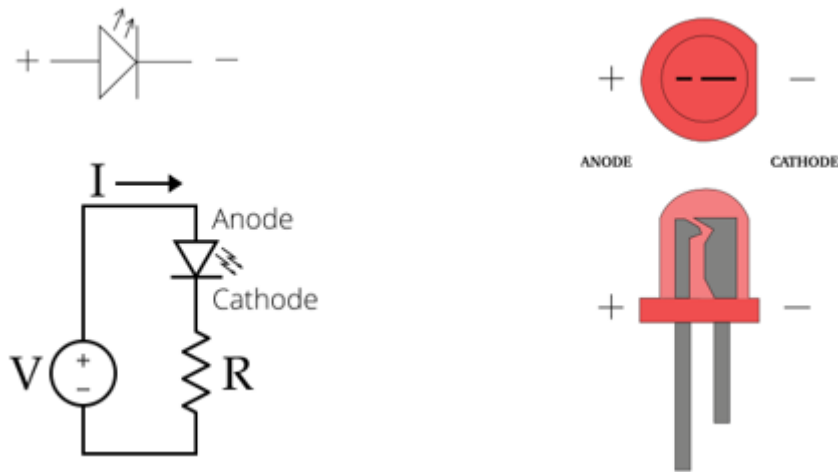 + −
I
Anode
Cathode
V
+
−
R
+ −
ANODE CATHODE
+ −